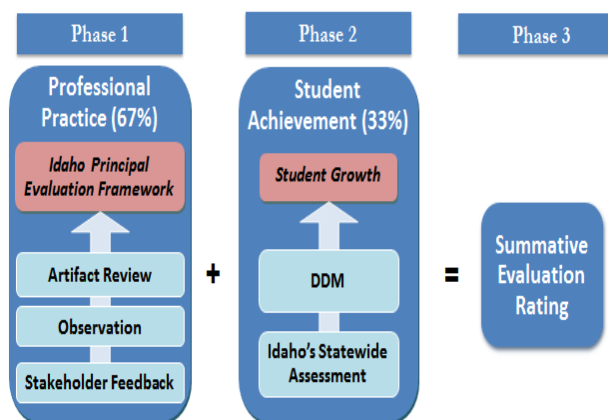 Phase 1
Phase 2
Phase 3
Professional
Practice (67%)
Idaho Principal
Evaluation Framework
Artifact Review
Observation
Stakeholder Feedback
+
Student
Achievement (33%)
Student Growth
DDM
Idaho's Statewide
Assessment
=
Summative
Evaluation
Rating